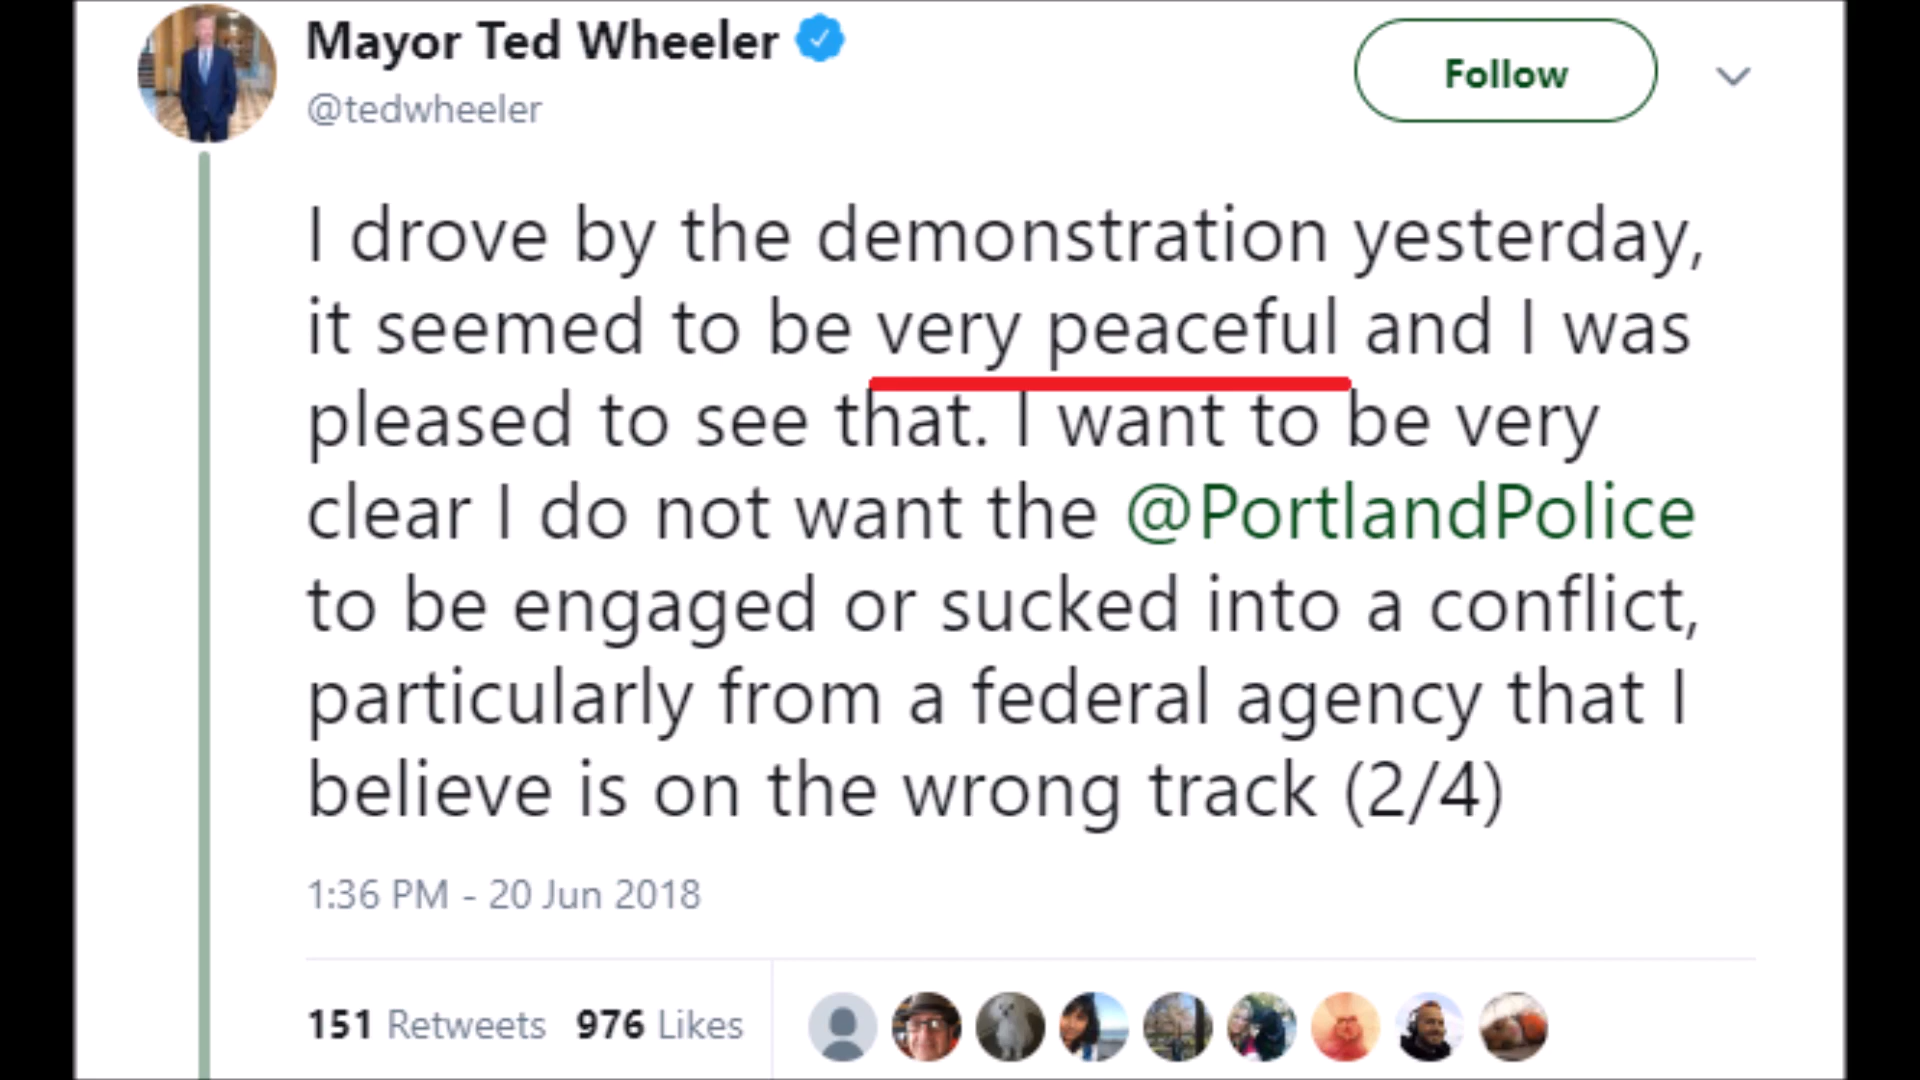 Mayor Ted Wheeler
@tedwheeler
Follow
I drove by the demonstration yesterday,
it seemed to be very peaceful and I was
pleased to see that. I want to be very
clear I do not want the @PortlandPolice
to be engaged or sucked into a conflict,
particularly from a federal agency that I
believe is on the wrong track (2/4)
1:36 PM - 20 Jun 2018
151 Retweets 976 Likes